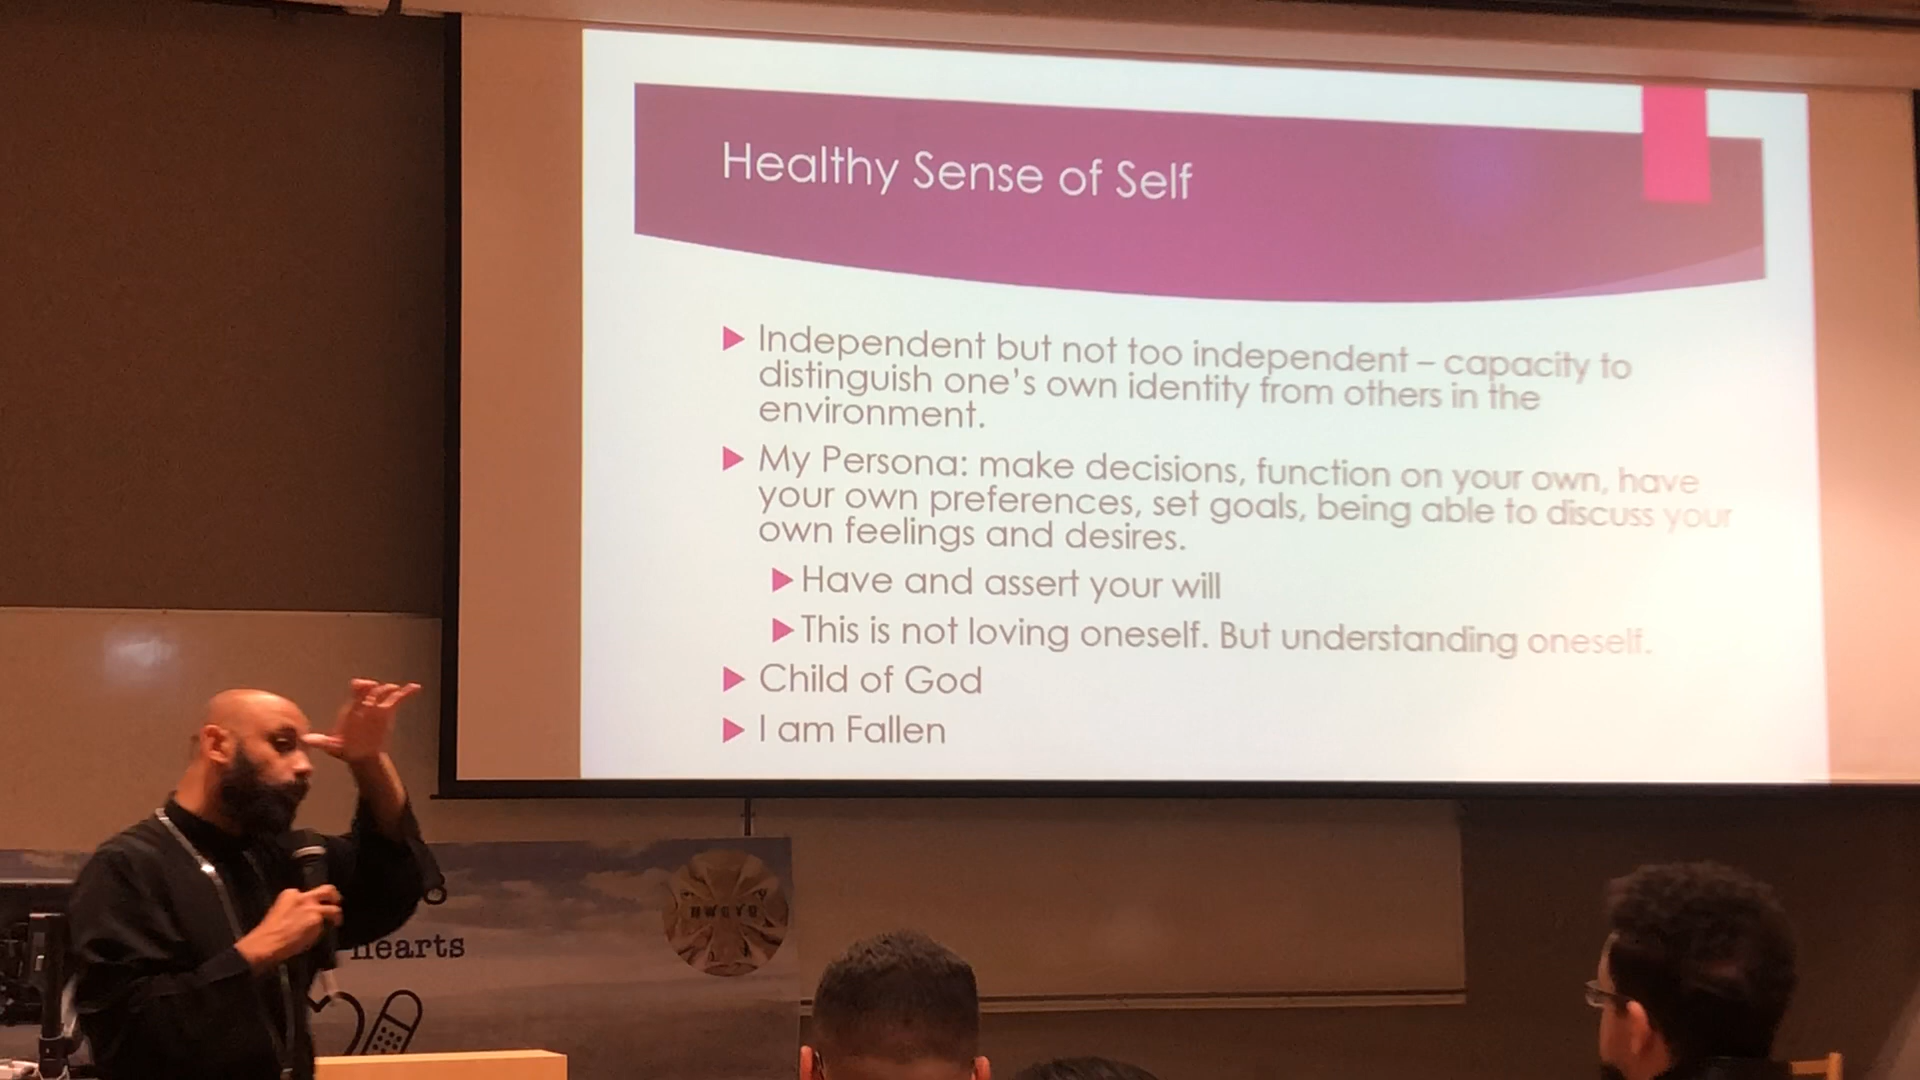 Healthy Sense of Self
Independent but not too independent – capacity to
distinguish one's own identity from others in the
environment.
My Persona: make decisions, function on your own, have
your own preferences, set goals, being able to discuss your
own feelings and desires.
Have and assert your will
This is not loving oneself. But understanding oneself.
Child of God
I am Fallen
hearts